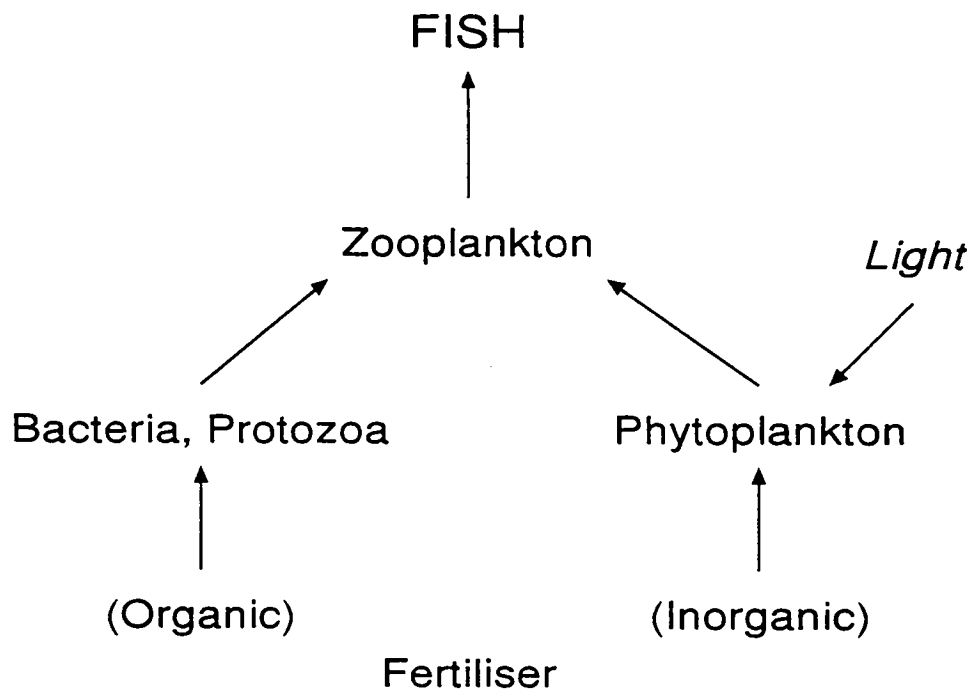 FISH
Zooplankton
Light
Bacteria, Protozoa
Phytoplankton
(Organic)
(Inorganic)
Fertiliser